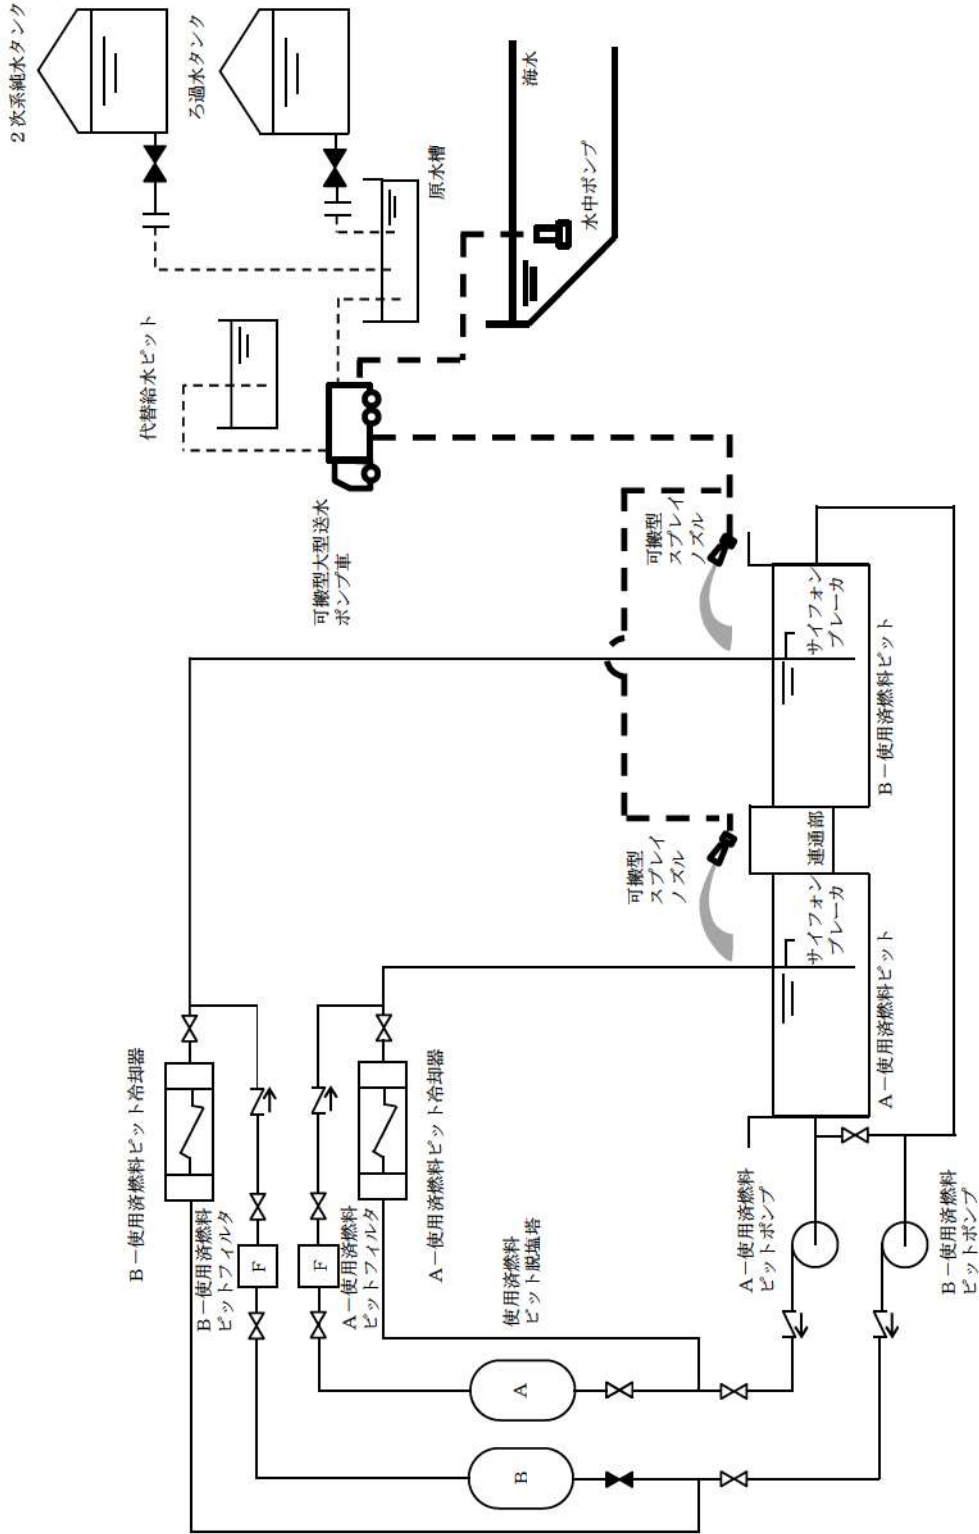 2次系純水タンク
ろ過水タンク
原水槽
海水
水中ポンプ
代替給水ピット
可搬型大型送水
ポンプ車
可搬型
スプレイ
ノズル
可搬型
スプレイ
ノズル
サイフォン
ブレーカ
B－使用済燃料ピット
連通部
サイフォン
ブレーカ
A－使用済燃料ピット
B－使用済燃料ピット冷却器
B－使用済燃料
ピットフィルタ
F
F
A－使用済燃料
ピットフィルタ
A－使用済燃料ピット冷却器
使用済燃料
ピット脱塩塔
A
B
A－使用済燃料
ピットポンプ
B－使用済燃料
ピットポンプ